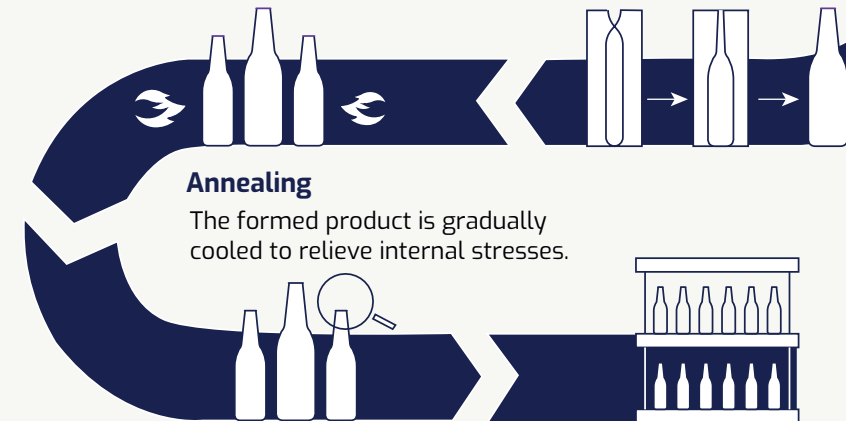 Annealing
The formed product is gradually
cooled to relieve internal stresses.